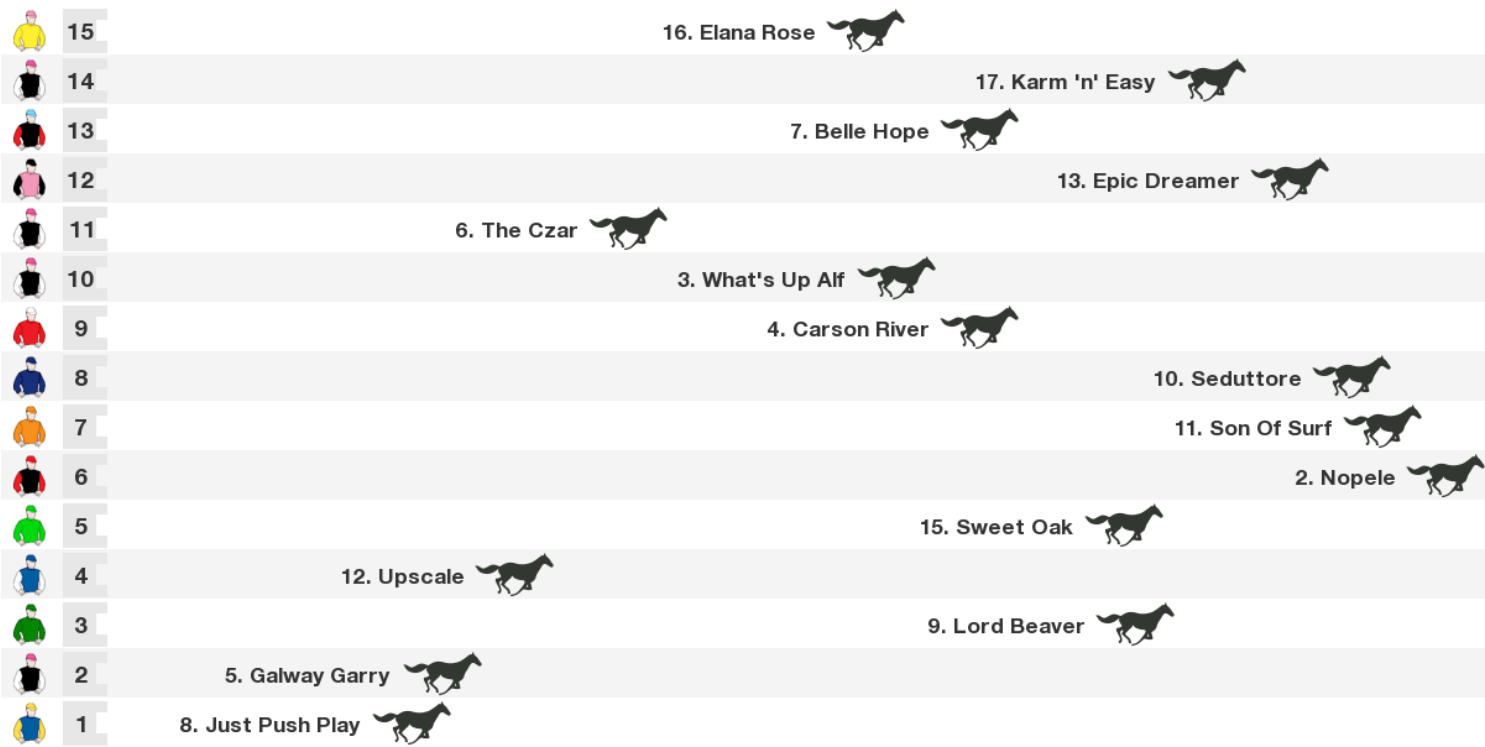 15 16. Elana Rose
14 17. Karm 'n' Easy
13 7. Belle Hope
12 13. Epic Dreamer
11 6. The Czar
10 3. What's Up Alf
9 4. Carson River
8 10. Seduttore
7 11. Son Of Surf
6 2. Nopele
5 15. Sweet Oak
4 12. Upscale
3 9. Lord Beaver
2 5. Galway Garry
1 8. Just Push Play